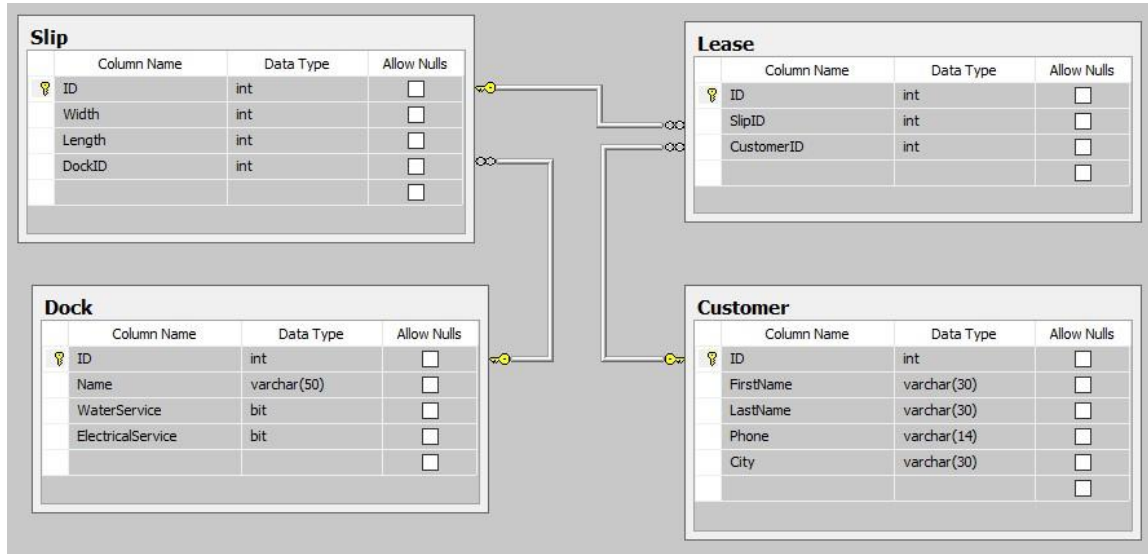 Slip
Column Name Data Type Allow Nulls
ID int
Width int
Length int
DockID int
Lease
Column Name Data Type Allow Nulls
ID int
SlipID int
CustomerID int
Dock
Column Name Data Type Allow Nulls
ID int
Name varchar(50)
WaterService bit
ElectricalService bit
Customer
Column Name Data Type Allow Nulls
ID int
FirstName varchar(30)
LastName varchar(30)
Phone varchar(14)
City varchar(30)